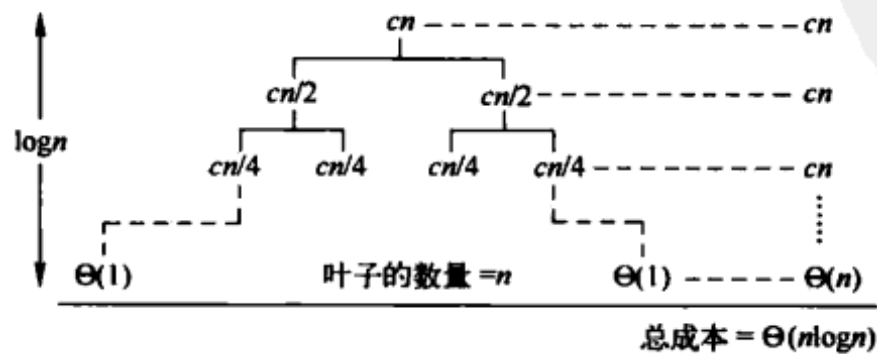 cn cn
cn/2 cn/2 cn
logn
cn/4 cn/4 cn/4 cn/4 cn
Θ(1) 叶子的数量 =n Θ(1) Θ(n)
总成本 = Θ(nlogn)